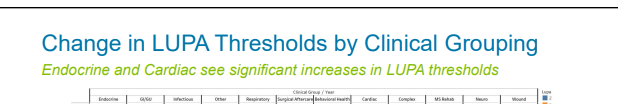 Change in LUPA Thresholds by Clinical Grouping
Endocrine and Cardiac see significant increases in LUPA thresholds
Clinical Group / Year
Endocrine GI/GU Infectious Other Respiratory Surgical Aftercare Behavioral Health Cardiac Complex MS Rehab Neuro Wound